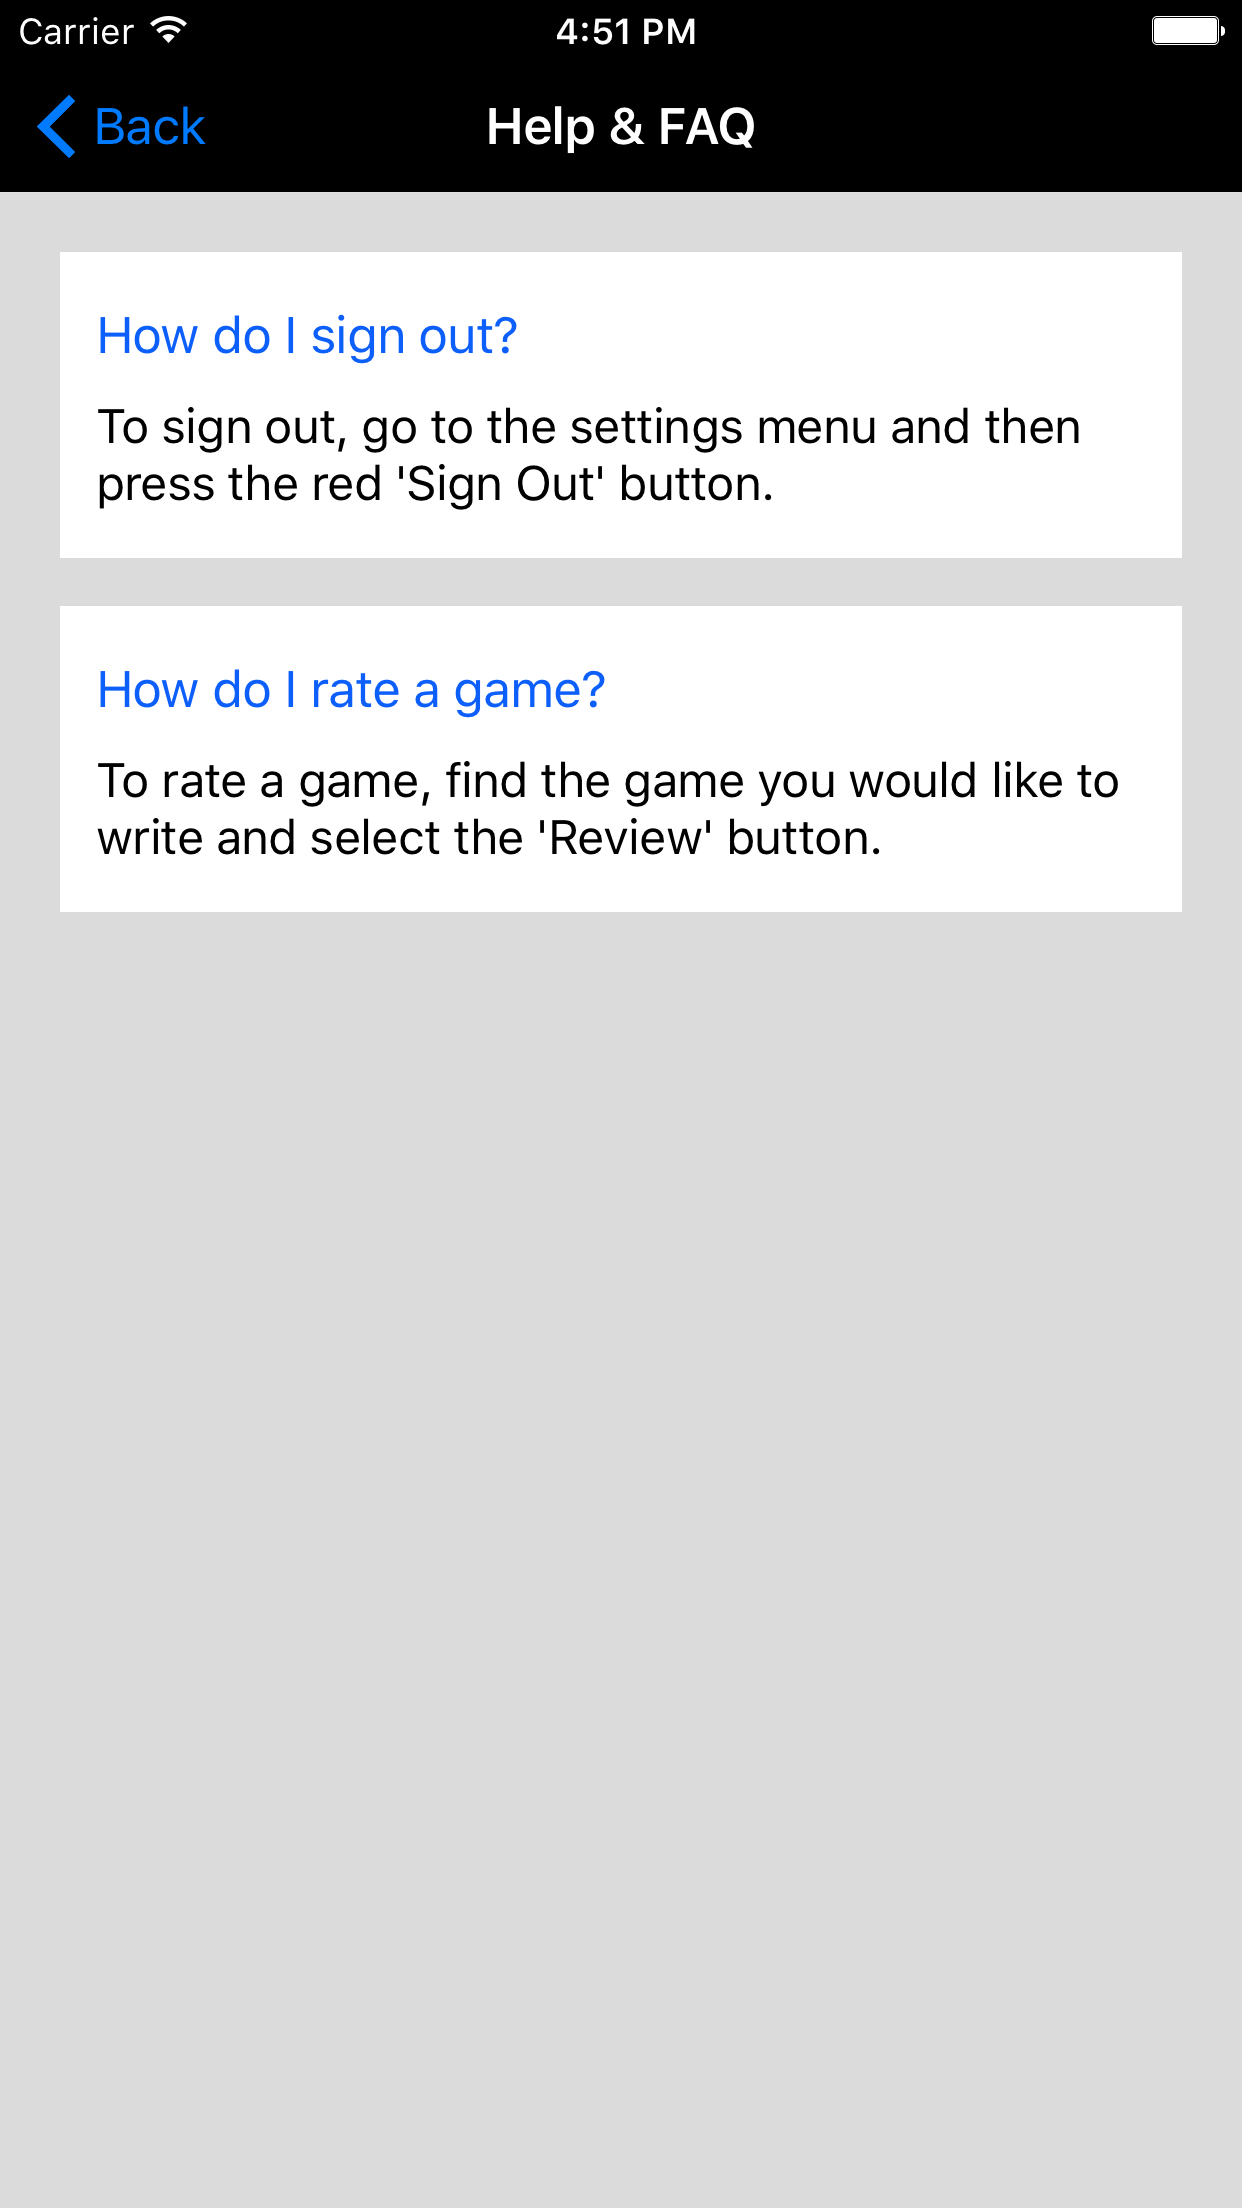 Carrier 4:51 PM
Back Help & FAQ
How do I sign out?
To sign out, go to the settings menu and then
press the red 'Sign Out' button.
How do I rate a game?
To rate a game, find the game you would like to
write and select the 'Review' button.